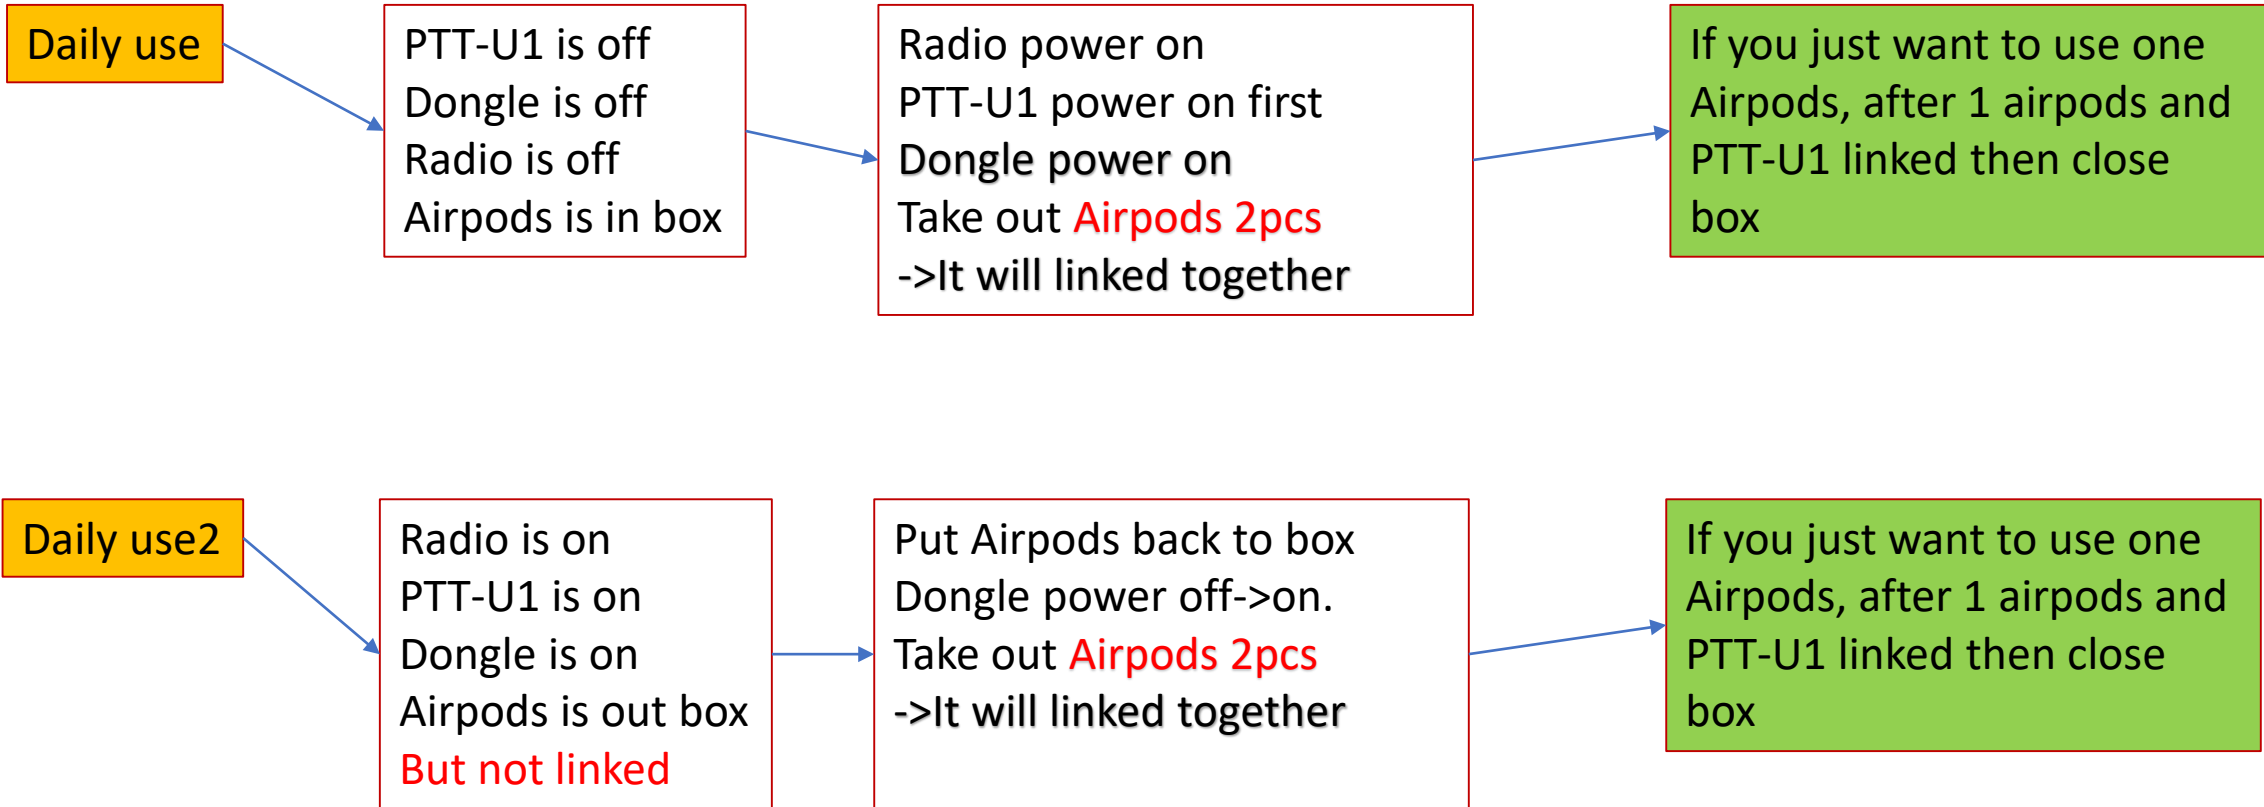 Daily use
PTT-U1 is off
Dongle is off
Radio is off
Airpods is in box
Radio power on
PTT-U1 power on first
Dongle power on
Take out Airpods 2pcs
->It will linked together
If you just want to use one
Airpods, after 1 airpods and
PTT-U1 linked then close
box
Daily use2
Radio is on
PTT-U1 is on
Dongle is on
Airpods is out box
But not linked
Put Airpods back to box
Dongle power off->on.
Take out Airpods 2pcs
->It will linked together
If you just want to use one
Airpods, after 1 airpods and
PTT-U1 linked then close
box